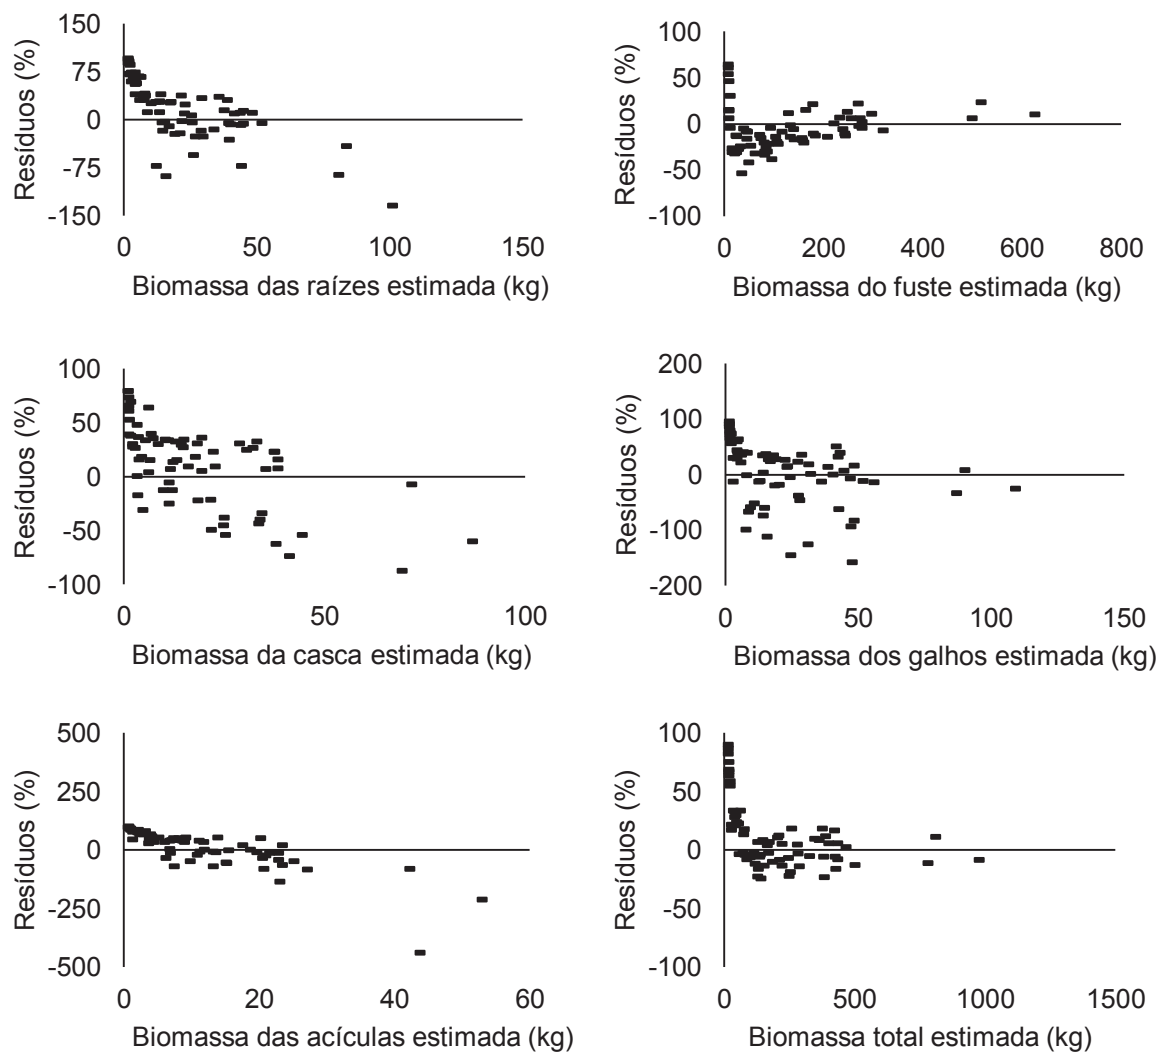 Resíduos (%)
150
75
0
-75
-150
0 50 100 150
Biomassa das raízes estimada (kg)
Resíduos (%)
100
50
0
-50
-100
0 200 400 600 800
Biomassa do fuste estimada (kg)
Resíduos (%)
100
50
0
-50
-100
0 50 100
Biomassa da casca estimada (kg)
Resíduos (%)
200
100
0
-100
-200
0 50 100 150
Biomassa dos galhos estimada (kg)
Resíduos (%)
500
250
0
-250
-500
0 20 40 60
Biomassa das acículas estimada (kg)
Resíduos (%)
100
50
0
-50
-100
0 500 1000 1500
Biomassa total estimada (kg)